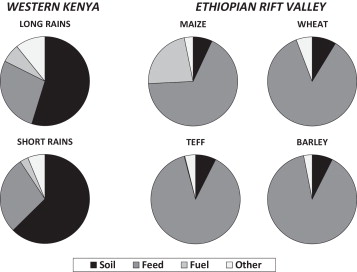 WESTERN KENYA
ETHIOPIAN RIFT VALLEY
LONG RAINS
MAIZE
WHEAT
SHORT RAINS
TEFF
BARLEY
Soil Feed Fuel Other